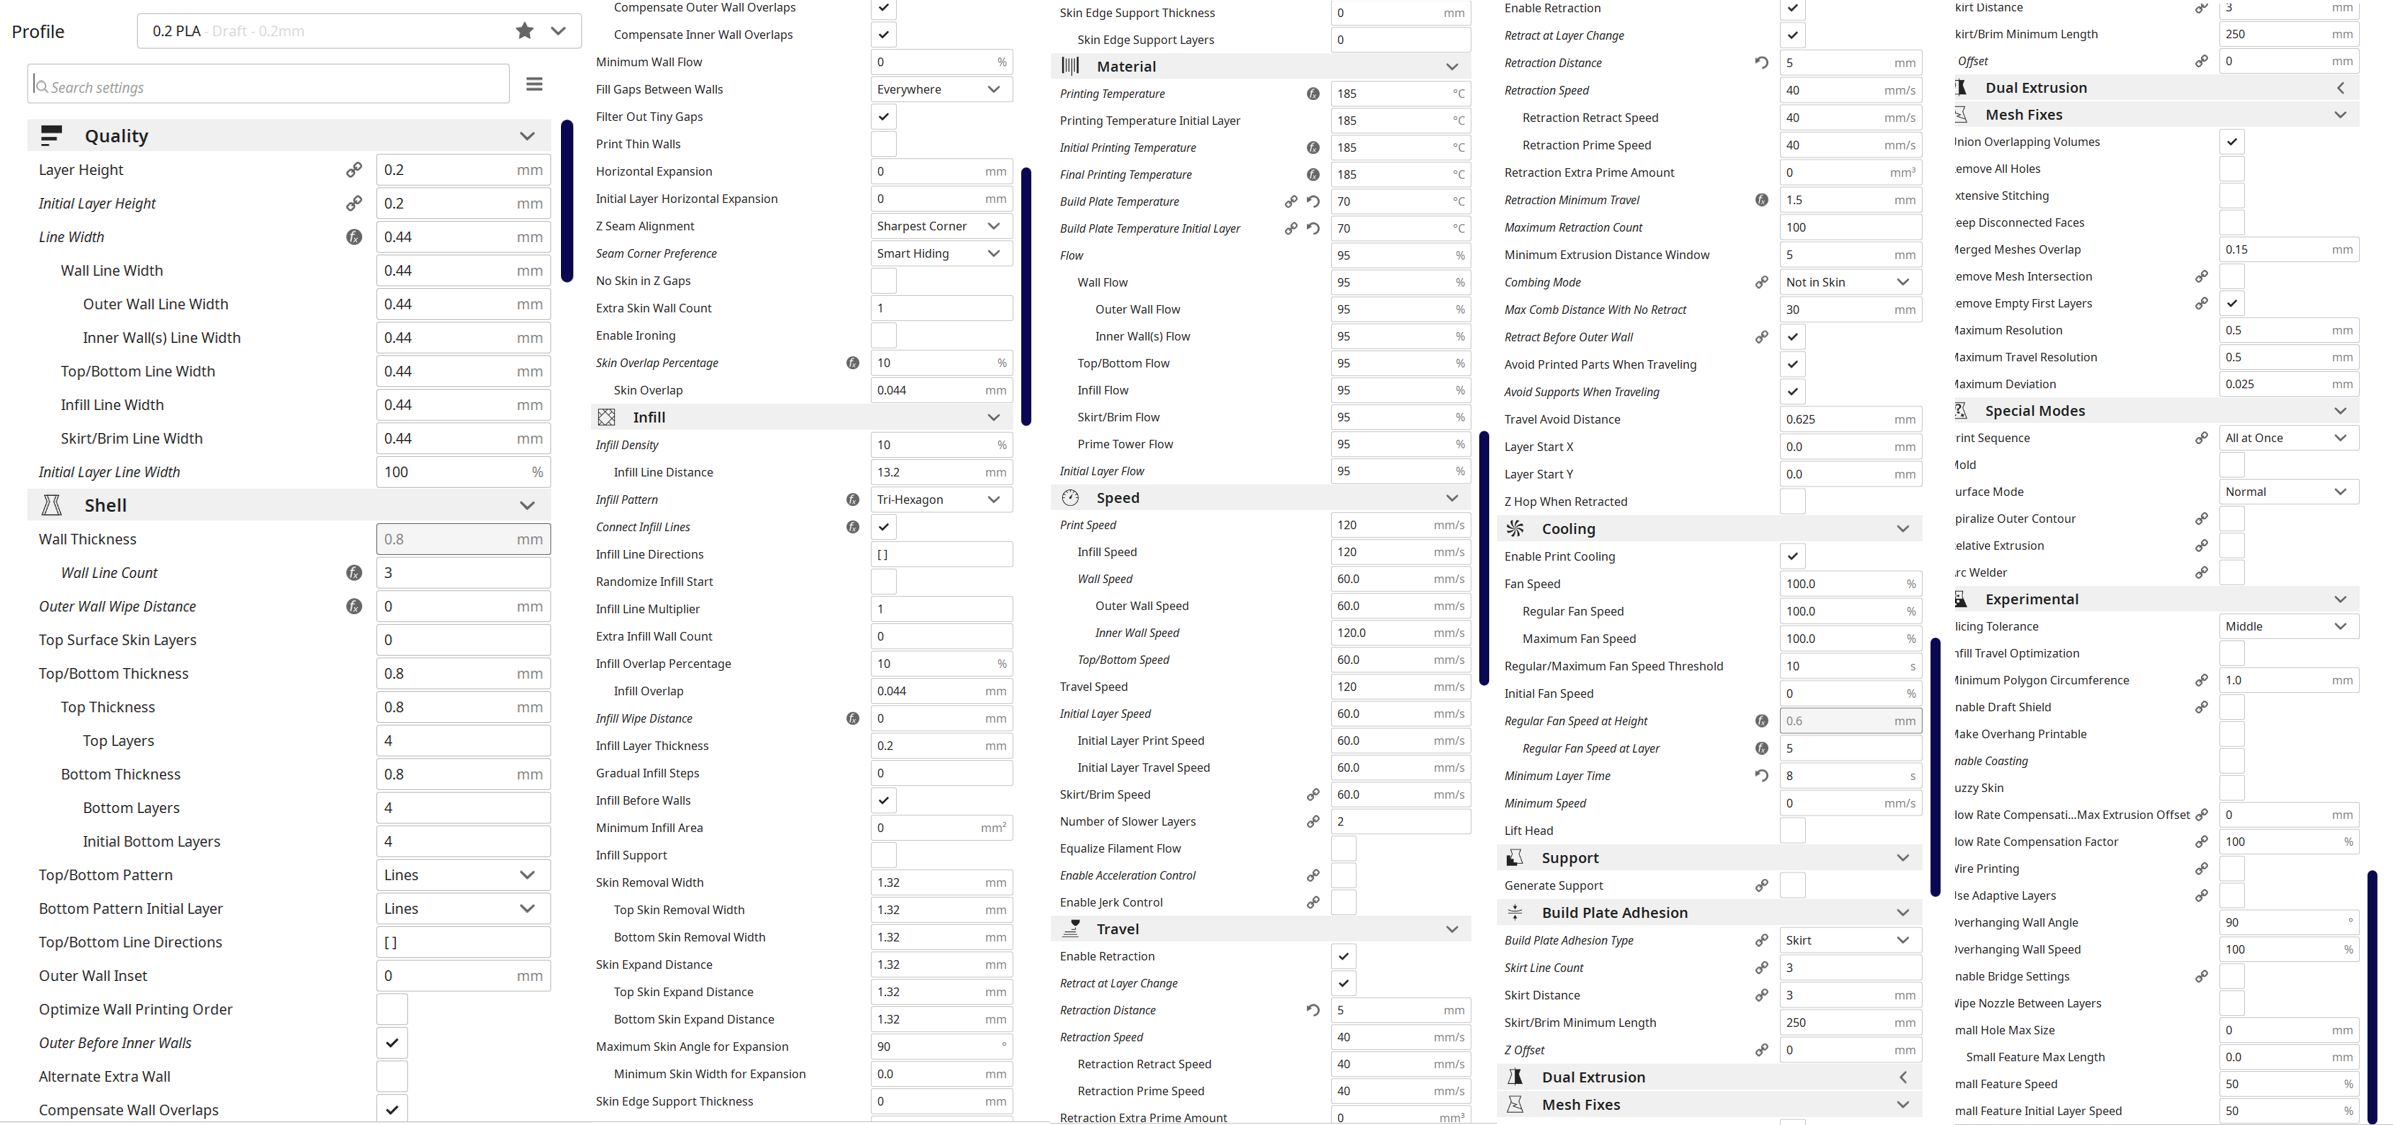 Profile 0.2 PLA - Draft - 0.2mm
Search settings
Quality
Layer Height 0.2 mm
Initial Layer Height 0.2 mm
Line Width 0.44 mm
Wall Line Width 0.44 mm
Outer Wall Line Width 0.44 mm
Inner Wall(s) Line Width 0.44 mm
Top/Bottom Line Width 0.44 mm
Infill Line Width 0.44 mm
Skirt/Brim Line Width 0.44 mm
Initial Layer Line Width 100 %
Shell
Wall Thickness 0.8 mm
Wall Line Count 3
Outer Wall Wipe Distance 0 mm
Top Surface Skin Layers 0
Top/Bottom Thickness 0.8 mm
Top Thickness 0.8 mm
Top Layers 4
Bottom Thickness 0.8 mm
Bottom Layers 4
Initial Bottom Layers 4
Top/Bottom Pattern Lines
Bottom Pattern Initial Layer Lines
Top/Bottom Line Directions [ ]
Outer Wall Inset 0 mm
Optimize Wall Printing Order
Outer Before Inner Walls
Alternate Extra Wall
Compensate Wall Overlaps
Compensate Outer Wall Overlaps
Compensate Inner Wall Overlaps
Minimum Wall Flow 0 %
Fill Gaps Between Walls Everywhere
Filter Out Tiny Gaps
Print Thin Walls
Horizontal Expansion 0 mm
Initial Layer Horizontal Expansion 0 mm
Z Seam Alignment Sharpest Corner
Seam Corner Preference Smart Hiding
No Skin in Z Gaps
Extra Skin Wall Count 1
Enable Ironing
Skin Overlap Percentage 10 %
Skin Overlap 0.044 mm
Infill
Infill Density 10 %
Infill Line Distance 13.2 mm
Infill Pattern Tri-Hexagon
Connect Infill Lines
Infill Line Directions [ ]
Randomize Infill Start
Infill Line Multiplier 1
Extra Infill Wall Count 0
Infill Overlap Percentage 10 %
Infill Overlap 0.044 mm
Infill Wipe Distance 0 mm
Infill Layer Thickness 0.2 mm
Gradual Infill Steps 0
Infill Before Walls
Minimum Infill Area 0 mm²
Infill Support
Skin Removal Width 1.32 mm
Top Skin Removal Width 1.32 mm
Bottom Skin Removal Width 1.32 mm
Skin Expand Distance 1.32 mm
Top Skin Expand Distance 1.32 mm
Bottom Skin Expand Distance 1.32 mm
Maximum Skin Angle for Expansion 90 °
Minimum Skin Width for Expansion 0.0 mm
Skin Edge Support Thickness 0 mm
Skin Edge Support Thickness 0 mm
Skin Edge Support Layers 0
Material
Printing Temperature 185 °C
Printing Temperature Initial Layer 185 °C
Initial Printing Temperature 185 °C
Final Printing Temperature 185 °C
Build Plate Temperature 70 °C
Build Plate Temperature Initial Layer 70 °C
Flow 95 %
Wall Flow 95 %
Outer Wall Flow 95 %
Inner Wall(s) Flow 95 %
Top/Bottom Flow 95 %
Infill Flow 95 %
Skirt/Brim Flow 95 %
Prime Tower Flow 95 %
Initial Layer Flow 95 %
Speed
Print Speed 120 mm/s
Infill Speed 120 mm/s
Wall Speed 60.0 mm/s
Outer Wall Speed 60.0 mm/s
Inner Wall Speed 120.0 mm/s
Top/Bottom Speed 60.0 mm/s
Travel Speed 120 mm/s
Initial Layer Speed 60.0 mm/s
Initial Layer Print Speed 60.0 mm/s
Initial Layer Travel Speed 60.0 mm/s
Skirt/Brim Speed 60.0 mm/s
Number of Slower Layers 2
Equalize Filament Flow
Enable Acceleration Control
Enable Jerk Control
Travel
Enable Retraction
Retract at Layer Change
Retraction Distance 5 mm
Retraction Speed 40 mm/s
Retraction Retract Speed 40 mm/s
Retraction Prime Speed 40 mm/s
Retraction Extra Prime Amount 0 mm³
Enable Retraction
Retract at Layer Change
Retraction Distance 5 mm
Retraction Speed 40 mm/s
Retraction Retract Speed 40 mm/s
Retraction Prime Speed 40 mm/s
Retraction Extra Prime Amount 0 mm³
Retraction Minimum Travel 1.5 mm
Maximum Retraction Count 100
Minimum Extrusion Distance Window 5 mm
Combing Mode Not in Skin
Max Comb Distance With No Retract 30 mm
Retract Before Outer Wall
Avoid Printed Parts When Traveling
Avoid Supports When Traveling
Travel Avoid Distance 0.625 mm
Layer Start X 0.0 mm
Layer Start Y 0.0 mm
Z Hop When Retracted
Cooling
Enable Print Cooling
Fan Speed 100.0 %
Regular Fan Speed 100.0 %
Maximum Fan Speed 100.0 %
Regular/Maximum Fan Speed Threshold 10 s
Initial Fan Speed 0 %
Regular Fan Speed at Height 0.6 mm
Regular Fan Speed at Layer 5
Minimum Layer Time 8 s
Minimum Speed 0 mm/s
Lift Head
Support
Generate Support
Build Plate Adhesion
Build Plate Adhesion Type Skirt
Skirt Line Count 3
Skirt Distance 3 mm
Skirt/Brim Minimum Length 250 mm
Z Offset 0 mm
Dual Extrusion
Mesh Fixes
kirt Distance 3 mm
kirt/Brim Minimum Length 250 mm
Offset 0 mm
Dual Extrusion
Mesh Fixes
nion Overlapping Volumes
emove All Holes
xtensive Stitching
eep Disconnected Faces
lerged Meshes Overlap 0.15 mm
emove Mesh Intersection
emove Empty First Layers
laximum Resolution 0.5 mm
laximum Travel Resolution 0.5 mm
laximum Deviation 0.025 mm
Special Modes
rint Sequence All at Once
lold
urface Mode Normal
piralize Outer Contour
elative Extrusion
rc Welder
Experimental
licing Tolerance Middle
nfill Travel Optimization
linimum Polygon Circumference 1.0 mm
nable Draft Shield
lake Overhang Printable
nable Coasting
uzzy Skin
low Rate Compensati...Max Extrusion Offset 0 mm
low Rate Compensation Factor 100 %
ire Printing
se Adaptive Layers
verhanging Wall Angle 90 °
verhanging Wall Speed 100 %
nable Bridge Settings
ipe Nozzle Between Layers
mall Hole Max Size 0 mm
Small Feature Max Length 0.0 mm
mall Feature Speed 50 %
mall Feature Initial Layer Speed 50 %